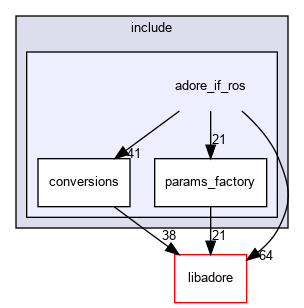 include
adore_if_ros
41
21
conversions
params_factory
38
21
64
libadore